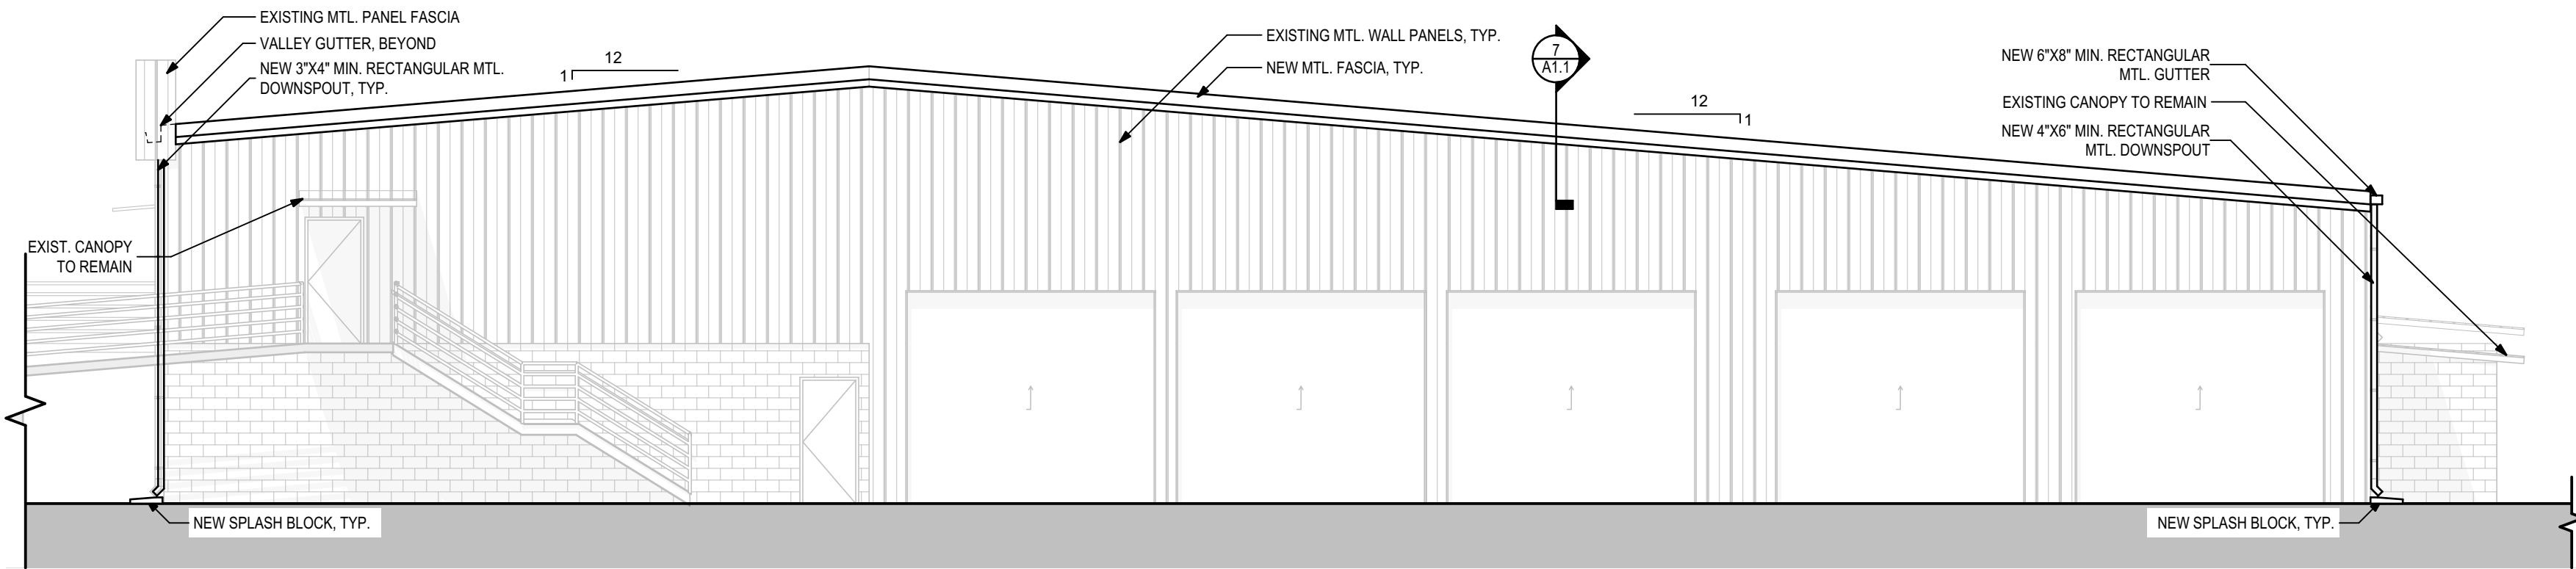 EXISTING MTL. PANEL FASCIA
VALLEY GUTTER, BEYOND
NEW 3"X4" MIN. RECTANGULAR MTL.
DOWNSPOUT, TYP.
12
1
EXISTING MTL. WALL PANELS, TYP.
NEW MTL. FASCIA, TYP.
7
A1.1
12
1
NEW 6"X8" MIN. RECTANGULAR
MTL. GUTTER
EXISTING CANOPY TO REMAIN
NEW 4"X6" MIN. RECTANGULAR
MTL. DOWNSPOUT
EXIST. CANOPY
TO REMAIN
NEW SPLASH BLOCK, TYP.
NEW SPLASH BLOCK, TYP.